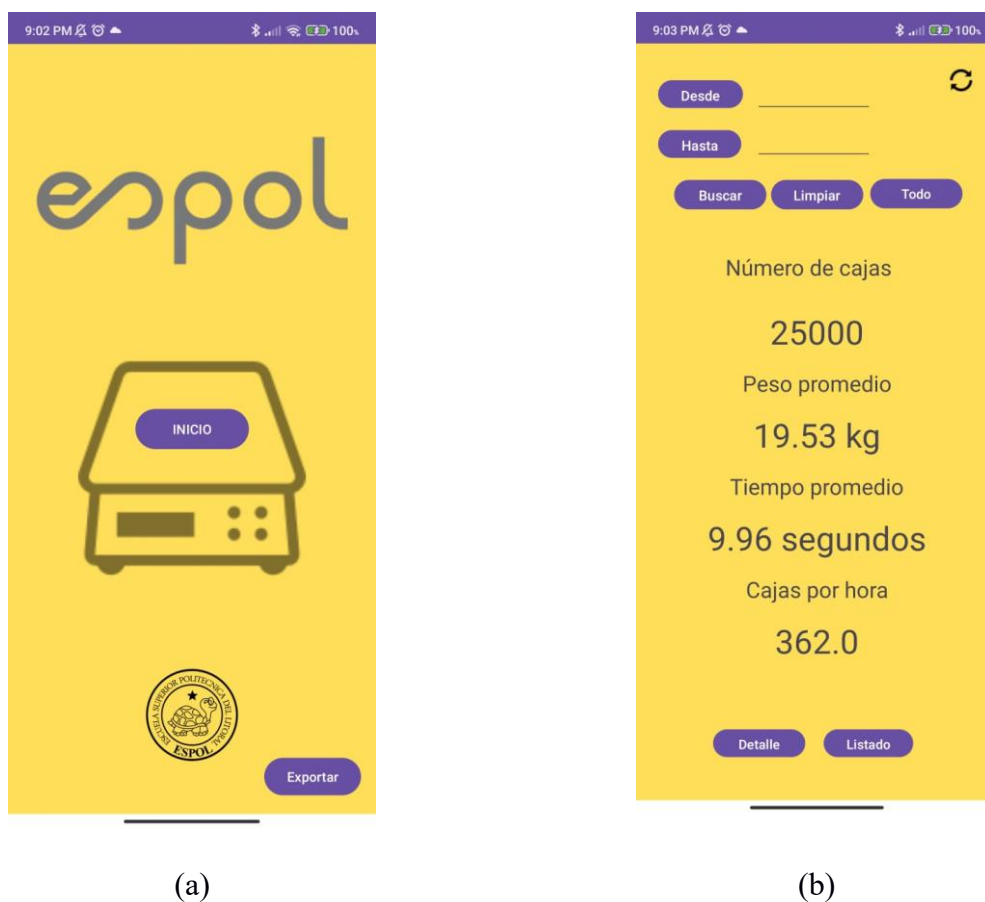 9:02 PM 100%
espol
INICIO
ESCUELA SUPERIOR POLITECNICA DEL LITORAL
ESPOL
Exportar
(a)
9:03 PM 100%
Desde
Hasta
Buscar Limpiar Todo
Número de cajas
25000
Peso promedio
19.53 kg
Tiempo promedio
9.96 segundos
Cajas por hora
362.0
Detalle Listado
(b)